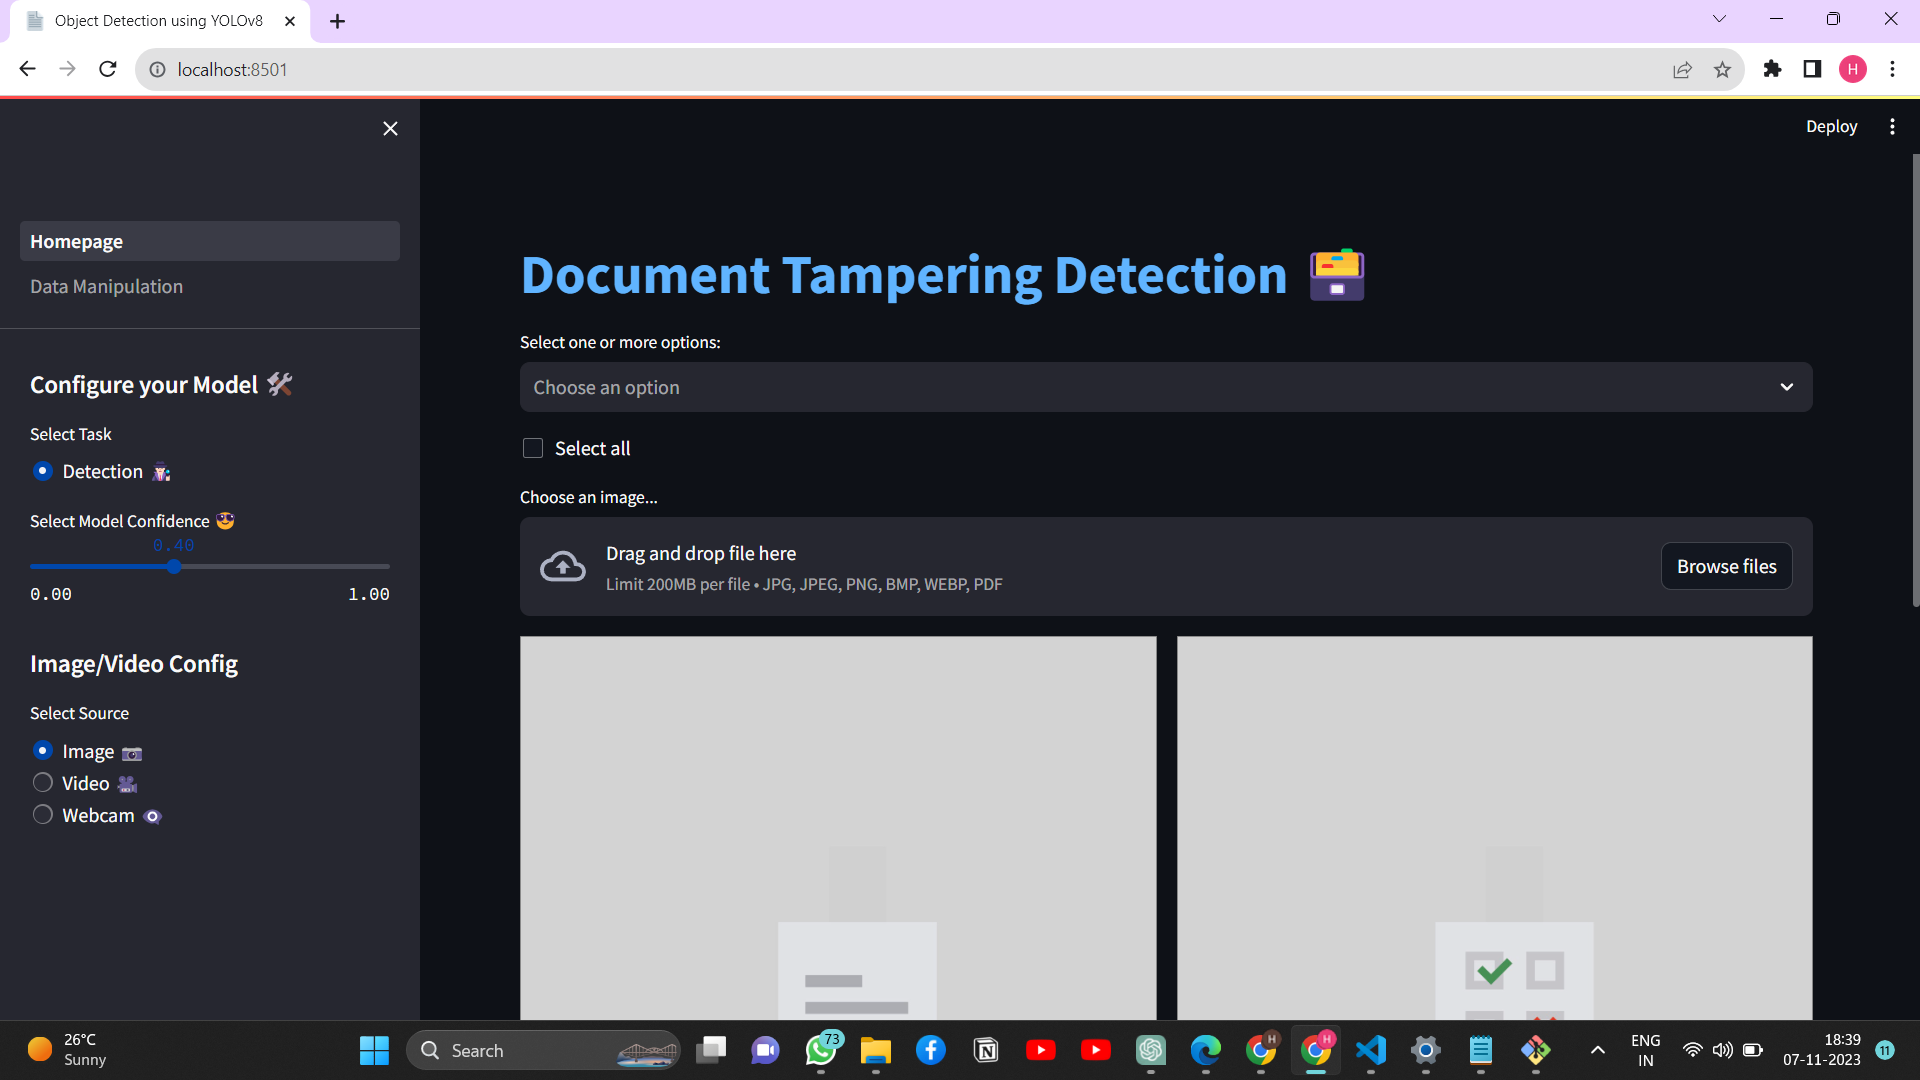 Object Detection using YOLOv8
localhost:8501
H
Deploy
Homepage
Data Manipulation
Configure your Model
Select Task
Detection
Select Model Confidence
0.40
0.00 1.00
Image/Video Config
Select Source
Image
Video
Webcam
Document Tampering Detection
Select one or more options:
Choose an option
Select all
Choose an image...
Drag and drop file here
Limit 200MB per file • JPG, JPEG, PNG, BMP, WEBP, PDF
Browse files
26°C
Sunny
Search
73
H
H
ENG
IN
18:39
07-11-2023
11